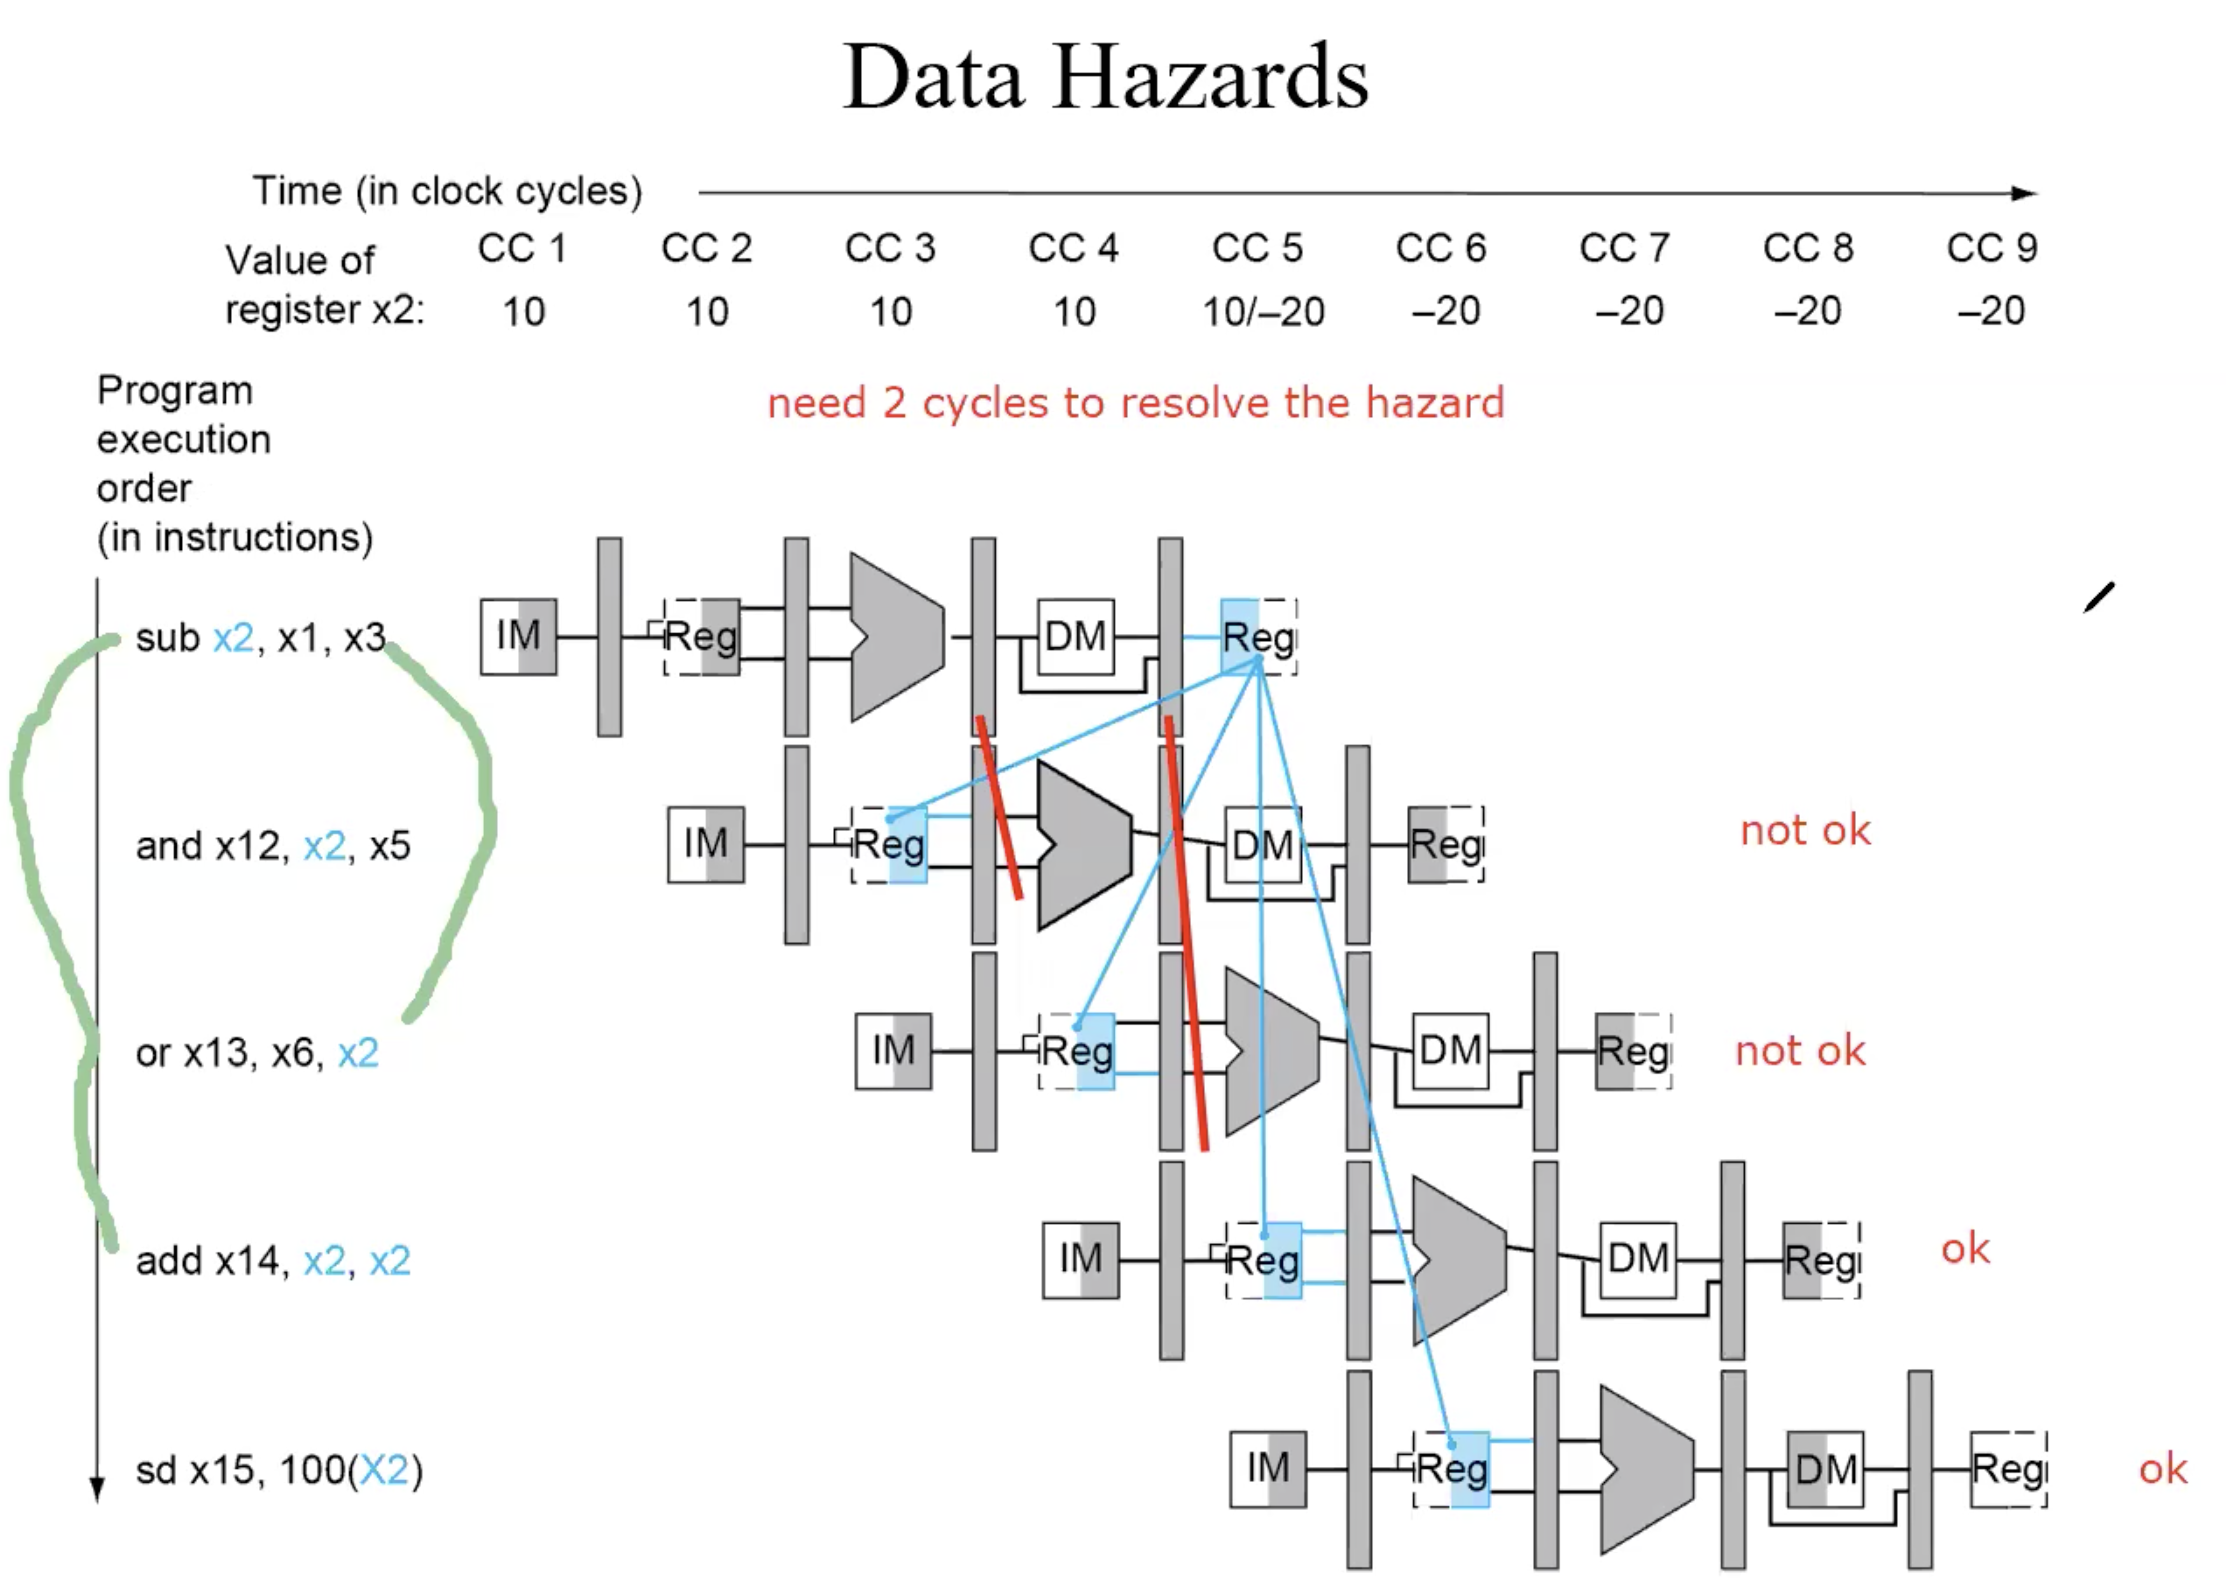 Data Hazards
Time (in clock cycles)
CC 1 CC 2 CC 3 CC 4 CC 5 CC 6 CC 7 CC 8 CC 9
Value of
register x2: 10 10 10 10 10/–20 –20 –20 –20 –20
need 2 cycles to resolve the hazard
Program
execution
order
(in instructions)
sub x2, x1, x3 IM Reg DM Reg
and x12, x2, x5 IM Reg DM Reg not ok
or x13, x6, x2 IM Reg DM Reg not ok
add x14, x2, x2 IM Reg DM Reg ok
sd x15, 100(X2) IM Reg DM Reg ok